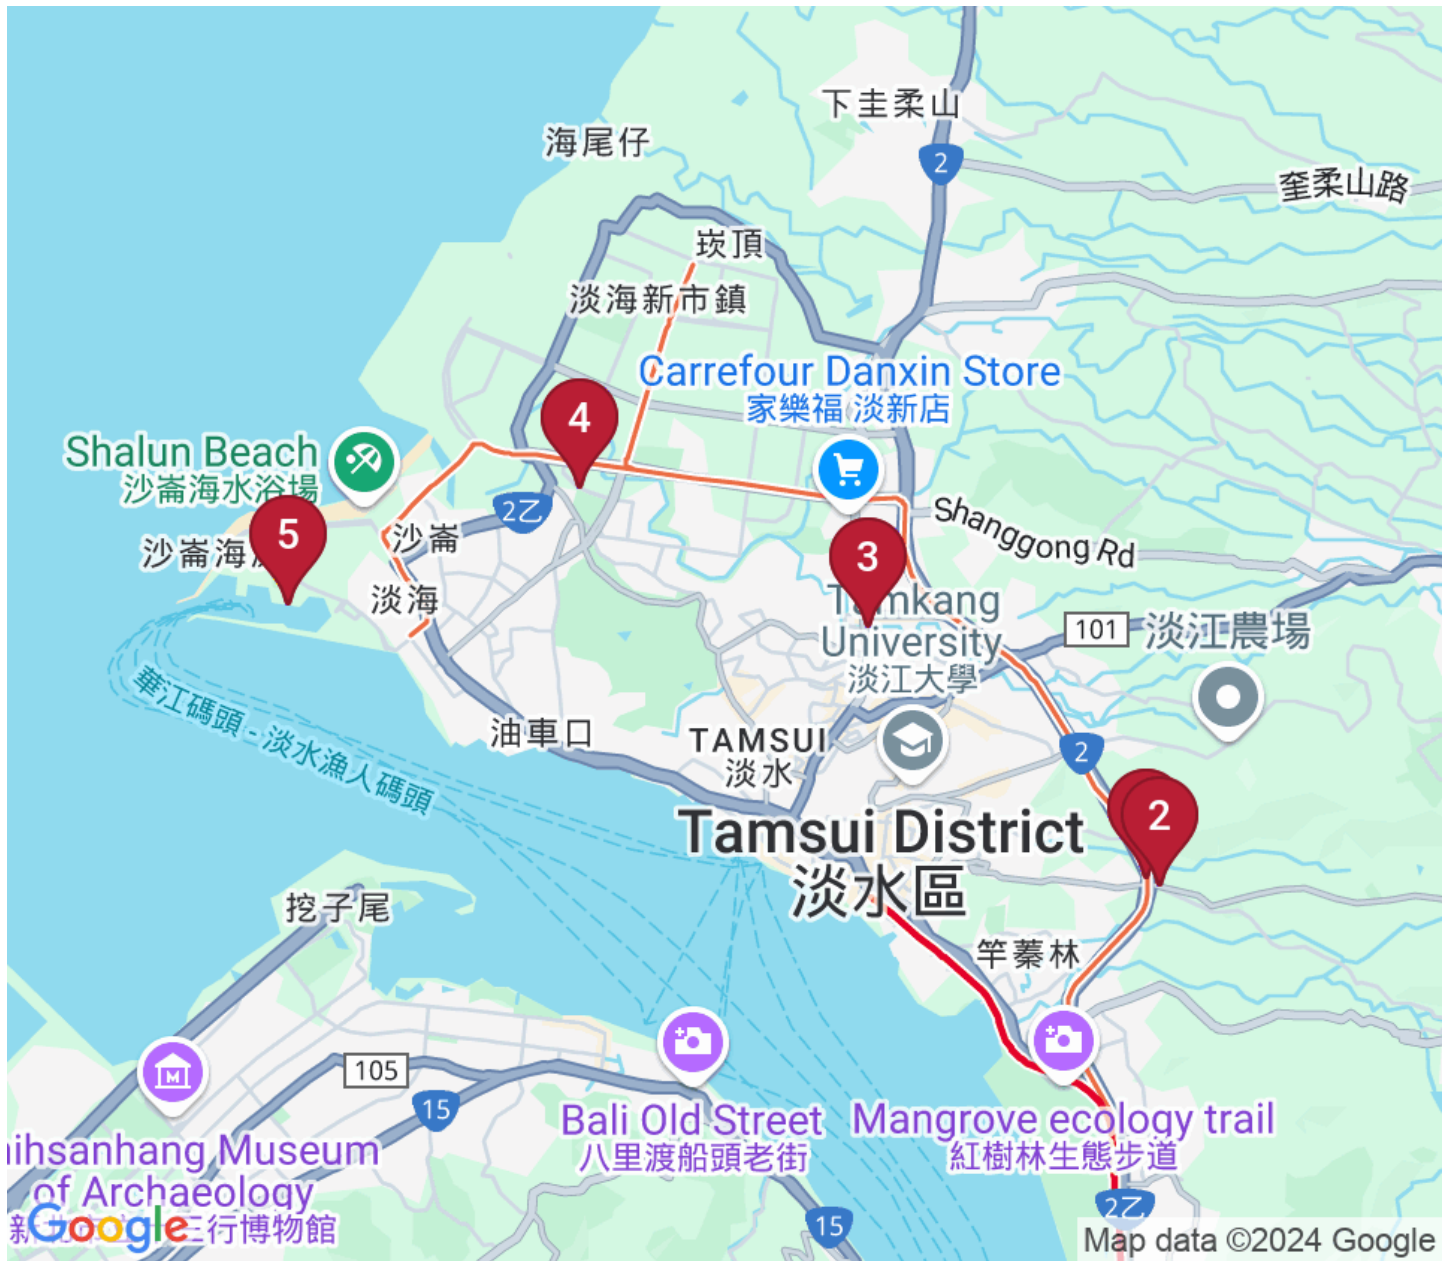 下圭柔山
海尾仔
2
奎柔山路
崁頂
淡海新市鎮
Carrefour Danxin Store
家樂福 淡新店
4
Shalun Beach
沙崙海水浴場
2乙
5
沙崙
沙崙海
Shanggong Rd
3
淡海
Tamkang
University
淡江大學
101
淡江農場
華江碼頭 - 淡水漁人碼頭
油車口
TAMSUI
淡水
2
2
Tamsui District
淡水區
挖子尾
竿蓁林
105
15
Bali Old Street
八里渡船頭老街
Mangrove ecology trail
紅樹林生態步道
ihsanhang Museum
of Archaeology
三行博物館
Google
15
2乙
Map data ©2024 Google